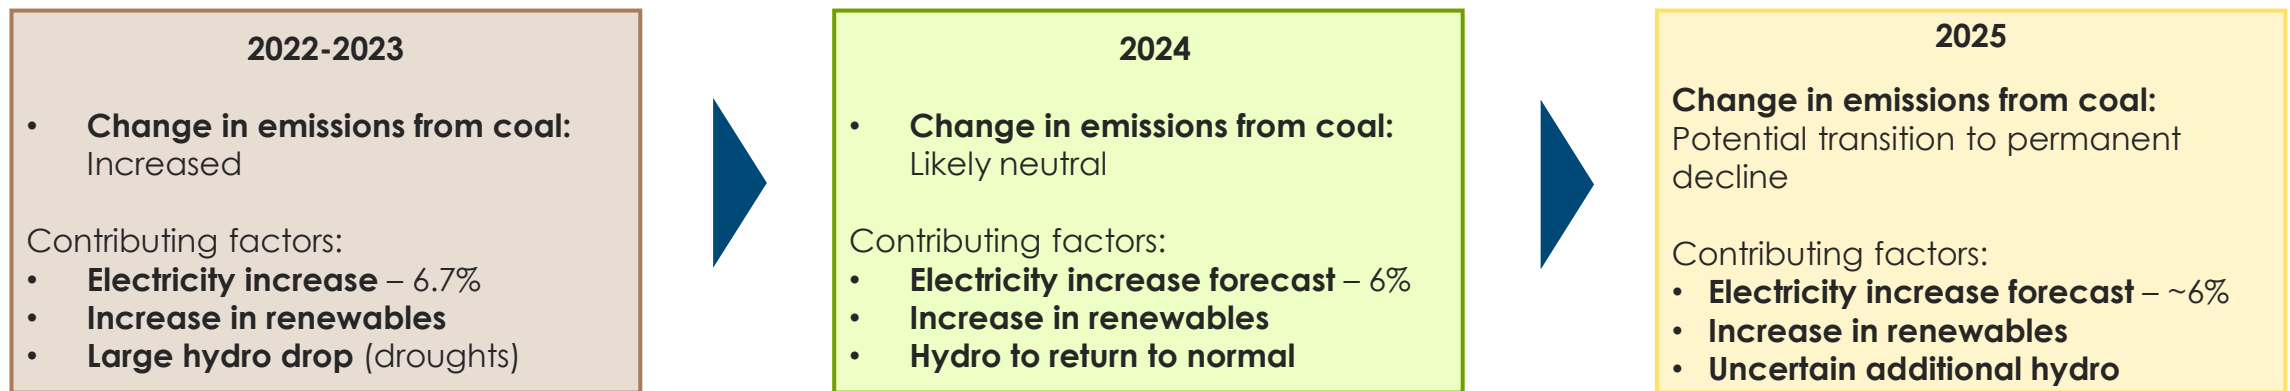 2022-2023
• Change in emissions from coal:
Increased
Contributing factors:
• Electricity increase – 6.7%
• Increase in renewables
• Large hydro drop (droughts)
2024
• Change in emissions from coal:
Likely neutral
Contributing factors:
• Electricity increase forecast – 6%
• Increase in renewables
• Hydro to return to normal
2025
Change in emissions from coal:
Potential transition to permanent
decline
Contributing factors:
• Electricity increase forecast – ~6%
• Increase in renewables
• Uncertain additional hydro